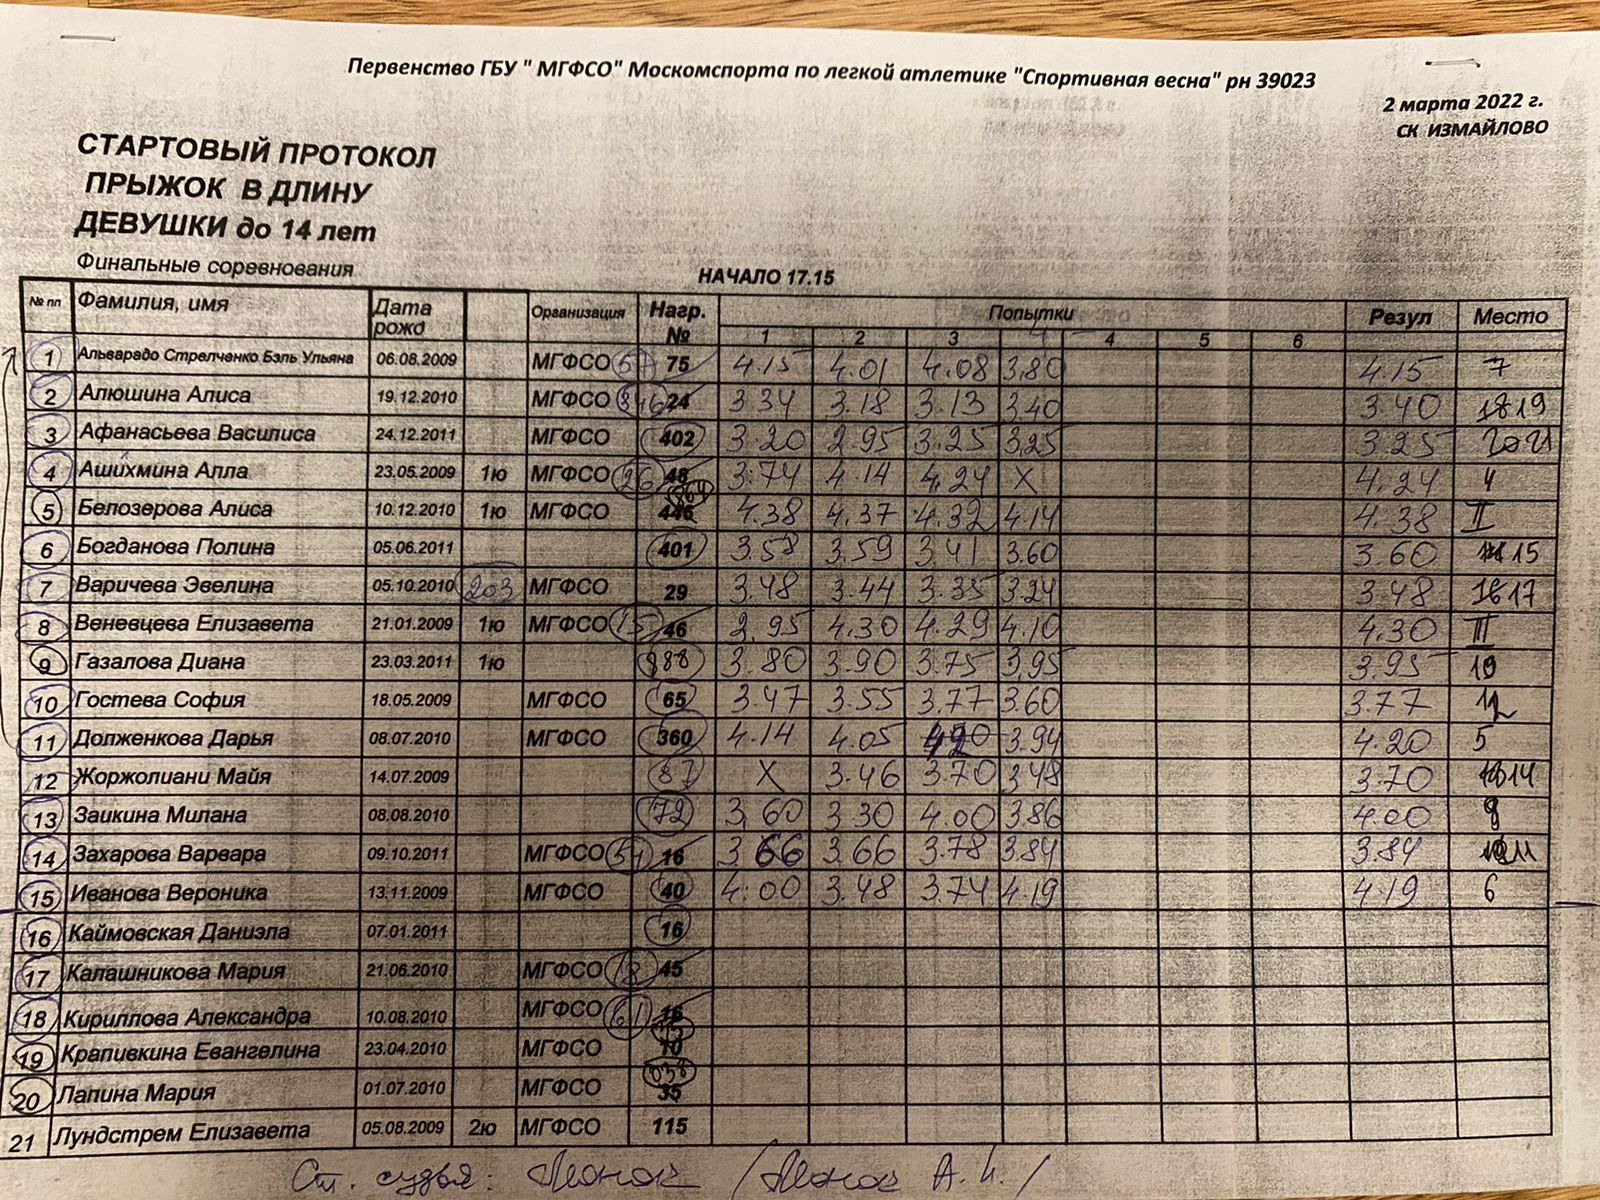 Первенство ГБУ " МГФСО" Москомспорта по легкой атлетике "Спортивная весна" рн 39023
2 марта 2022 г.
СК ИЗМАЙЛОВО
СТАРТОВЫЙ ПРОТОКОЛ
ПРЫЖОК В ДЛИНУ
ДЕВУШКИ до 14 лет
Финальные соревнования
НАЧАЛО 17.15
№ пп Фамилия, имя Дата рожд Организация Нагр. № Попытки Резул Место
1 2 3 4 4 5 6
1 Альварадо Стрелченко Бэль Ульяна 06.08.2009 МГФСО 57 75 4.15 4.01 4.08 3.80 4.15 7
2 Алюшина Алиса 19.12.2010 МГФСО 346 24 3.34 3.18 3.13 3.40 3.40 19
3 Афанасьева Василиса 24.12.2011 МГФСО 402 3.20 2.95 3.25 3.25 3.25 21
4 Ашихмина Алла 23.05.2009 1ю МГФСО 26 48 3.74 4.14 4.24 X 4.24 4
5 Белозерова Алиса 10.12.2010 1ю МГФСО 864 446 4.38 4.37 4.32 4.14 4.38 II
6 Богданова Полина 05.06.2011 401 3.58 3.59 3.41 3.60 3.60 15
7 Варичева Эвелина 05.10.2010 203 МГФСО 29 3.48 3.44 3.35 3.24 3.48 17
8 Веневцева Елизавета 21.01.2009 1ю МГФСО 15 46 2.95 4.30 4.29 4.10 4.30 III
9 Газалова Диана 23.03.2011 1ю 888 3.80 3.90 3.75 3.95 3.95
10 Гостева София 18.05.2009 МГФСО 65 3.47 3.55 3.77 3.60 3.77 12
11 Долженкова Дарья 08.07.2010 МГФСО 360 4.14 4.05 420 3.94 4.20 5
12 Жоржолиани Майя 14.07.2009 87 X 3.46 3.70 3.48 3.70 14
13 Заикина Милана 08.08.2010 72 3.60 3.30 4.00 3.86 4.00
14 Захарова Варвара 09.10.2011 МГФСО 54 16 3.66 3.66 3.78 3.84 3.84 11
15 Иванова Вероника 13.11.2009 МГФСО 40 4.00 3.48 3.74 4.19 4.19 6
16 Каймовская Даниэла 07.01.2011 16
17 Калашникова Мария 21.06.2010 МГФСО 18 45
18 Кириллова Александра 10.08.2010 МГФСО 61 16
19 Крапивкина Евангелина 23.04.2010 МГФСО 15 10
20 Лапина Мария 01.07.2010 МГФСО 038 35
21 Лундстрем Елизавета 05.08.2009 2ю МГФСО 115
Ст. судья: